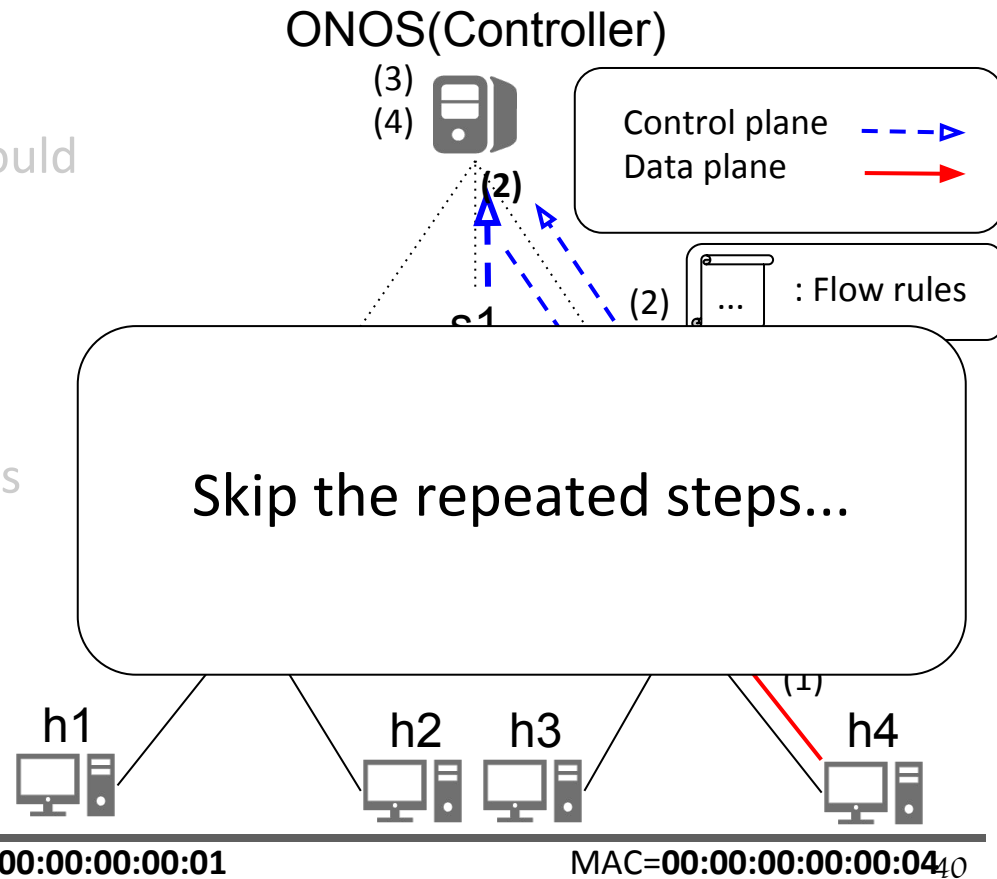 ONOS(Controller)
(3)
(4)
Control plane
Data plane
(2)
(2)
...
: Flow rules
s1
Skip the repeated steps...
(1)
h1
h2
h3
h4
00:00:00:00:01
MAC=00:00:00:00:00:04
40